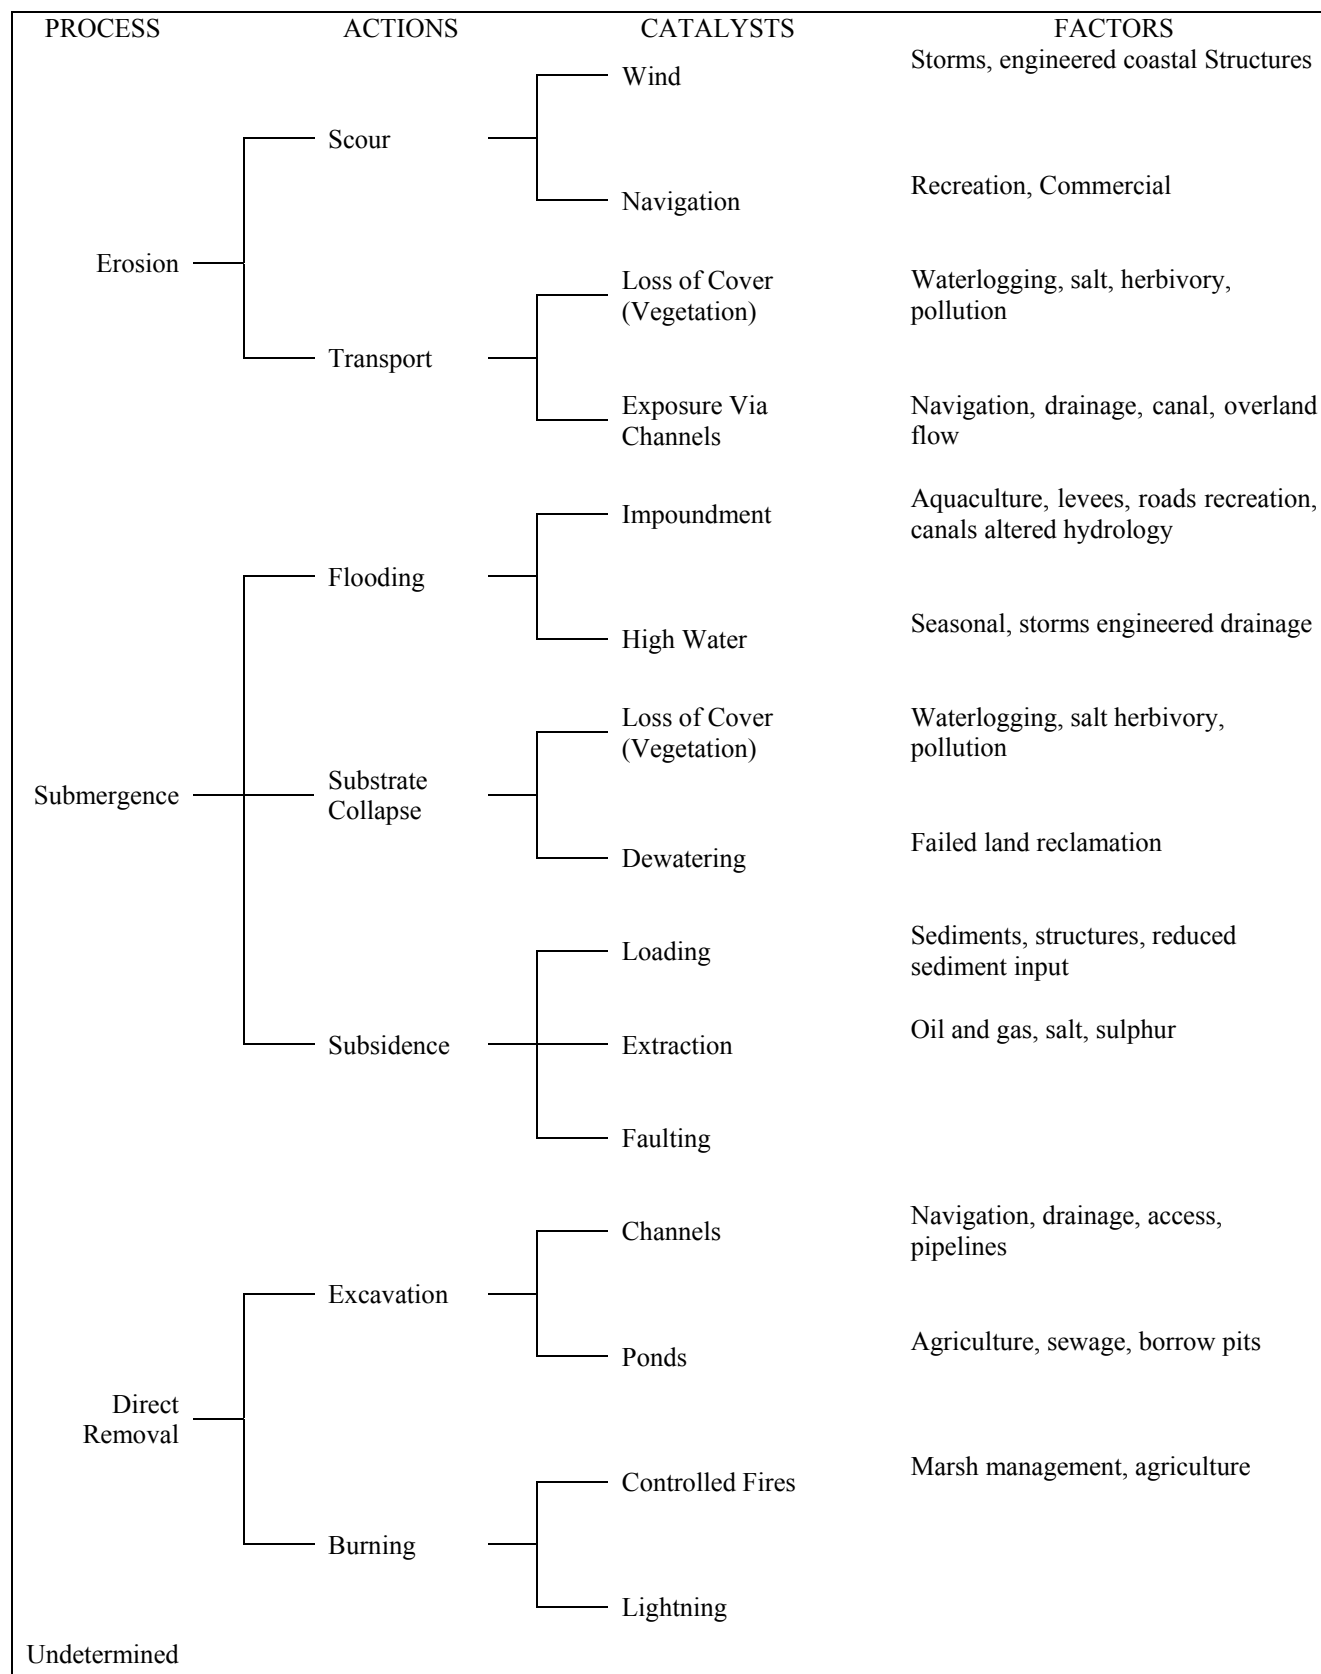 PROCESS ACTIONS CATALYSTS FACTORS
Wind
Storms, engineered coastal Structures
Scour
Navigation
Recreation, Commercial
Erosion
Loss of Cover
(Vegetation)
Waterlogging, salt, herbivory,
pollution
Transport
Exposure Via
Channels
Navigation, drainage, canal, overland
flow
Impoundment
Aquaculture, levees, roads recreation,
canals altered hydrology
Flooding
High Water
Seasonal, storms engineered drainage
Loss of Cover
(Vegetation)
Waterlogging, salt herbivory,
pollution
Submergence
Substrate
Collapse
Dewatering
Failed land reclamation
Loading
Sediments, structures, reduced
sediment input
Subsidence
Extraction
Oil and gas, salt, sulphur
Faulting
Channels
Navigation, drainage, access,
pipelines
Excavation
Ponds
Agriculture, sewage, borrow pits
Direct
Removal
Controlled Fires
Marsh management, agriculture
Burning
Lightning
Undetermined